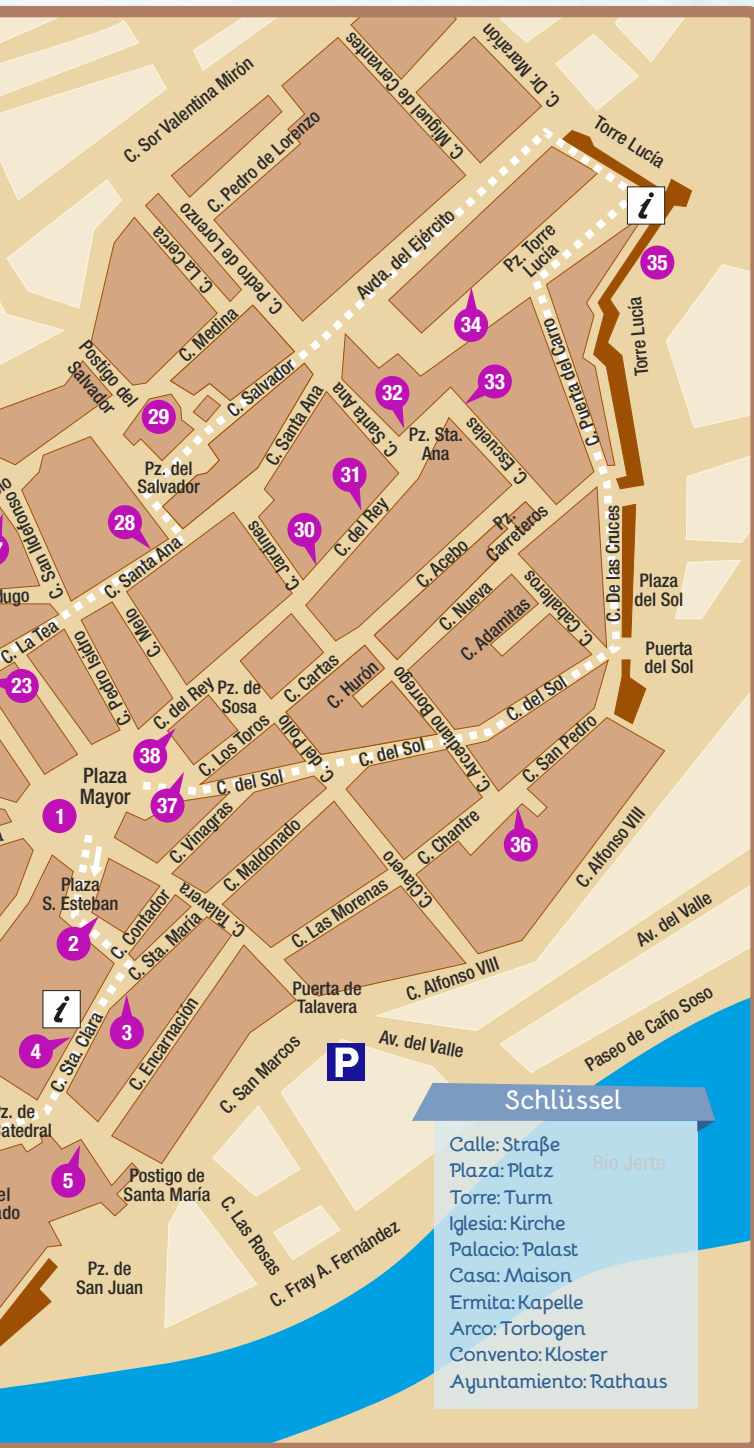 C. Dr. Marañón
C. Miguel de Cervantes
C. Sor Valentina Mirón
Torre Lucía
C. Pedro de Lorenzo
i
C. Pedro de Lorenzo
C. La Cerca
Avda. del Ejército
Pz. Torre
Lucía
35
34
Torre Lucía
C. Medina
Postigo del
Salvador
C. Salvador
C. Puerta del Carro
32
33
29
C. Santa Ana
C. Santa Ana
Pz. Sta.
Ana
C. Escuelas
Pz. del
Salvador
31
28
30
C. del Rey
Pz.
Carreteros
C. San Ildefonso
C. Jardines
C. Acebo
C. De las Cruces
C. Santa Ana
Plaza
del Sol
C. Nueva
C. Caballeros
C. La Tea
C. Melo
C. Adamitas
Puerta
del Sol
C. Pedro Isidro
23
C. Cartas
C. Hurón
C. del Rey
Pz. de
Sosa
C. Arcediano Borrego
C. del Sol
C. Los Toros
C. del Pollo
38
C. del Sol
C. San Pedro
Plaza
Mayor
C. del Sol
37
1
C. Vinagras
C. Maldonado
C. Chantre
36
C. Alfonso VIII
Plaza
S. Esteban
C. Clavero
C. Contador
C. Talavera
C. Las Morenas
2
C. Sta. María
Av. del Valle
C. Alfonso VIII
Puerta de
Talavera
i
3
4
C. Sta. Clara
C. Encarnación
Paseo de Caño Soso
C. San Marcos
P
Av. del Valle
Schlüssel
Pz. de
atedral
5
Postigo de
Santa María
Río Jerte
C. Las Rosas
C. Fray A. Fernández
Pz. de
San Juan
Calle: Straße
Plaza: Platz
Torre: Turm
Iglesia: Kirche
Palacio: Palast
Casa: Maison
Ermita: Kapelle
Arco: Torbogen
Convento: Kloster
Ayuntamiento: Rathaus